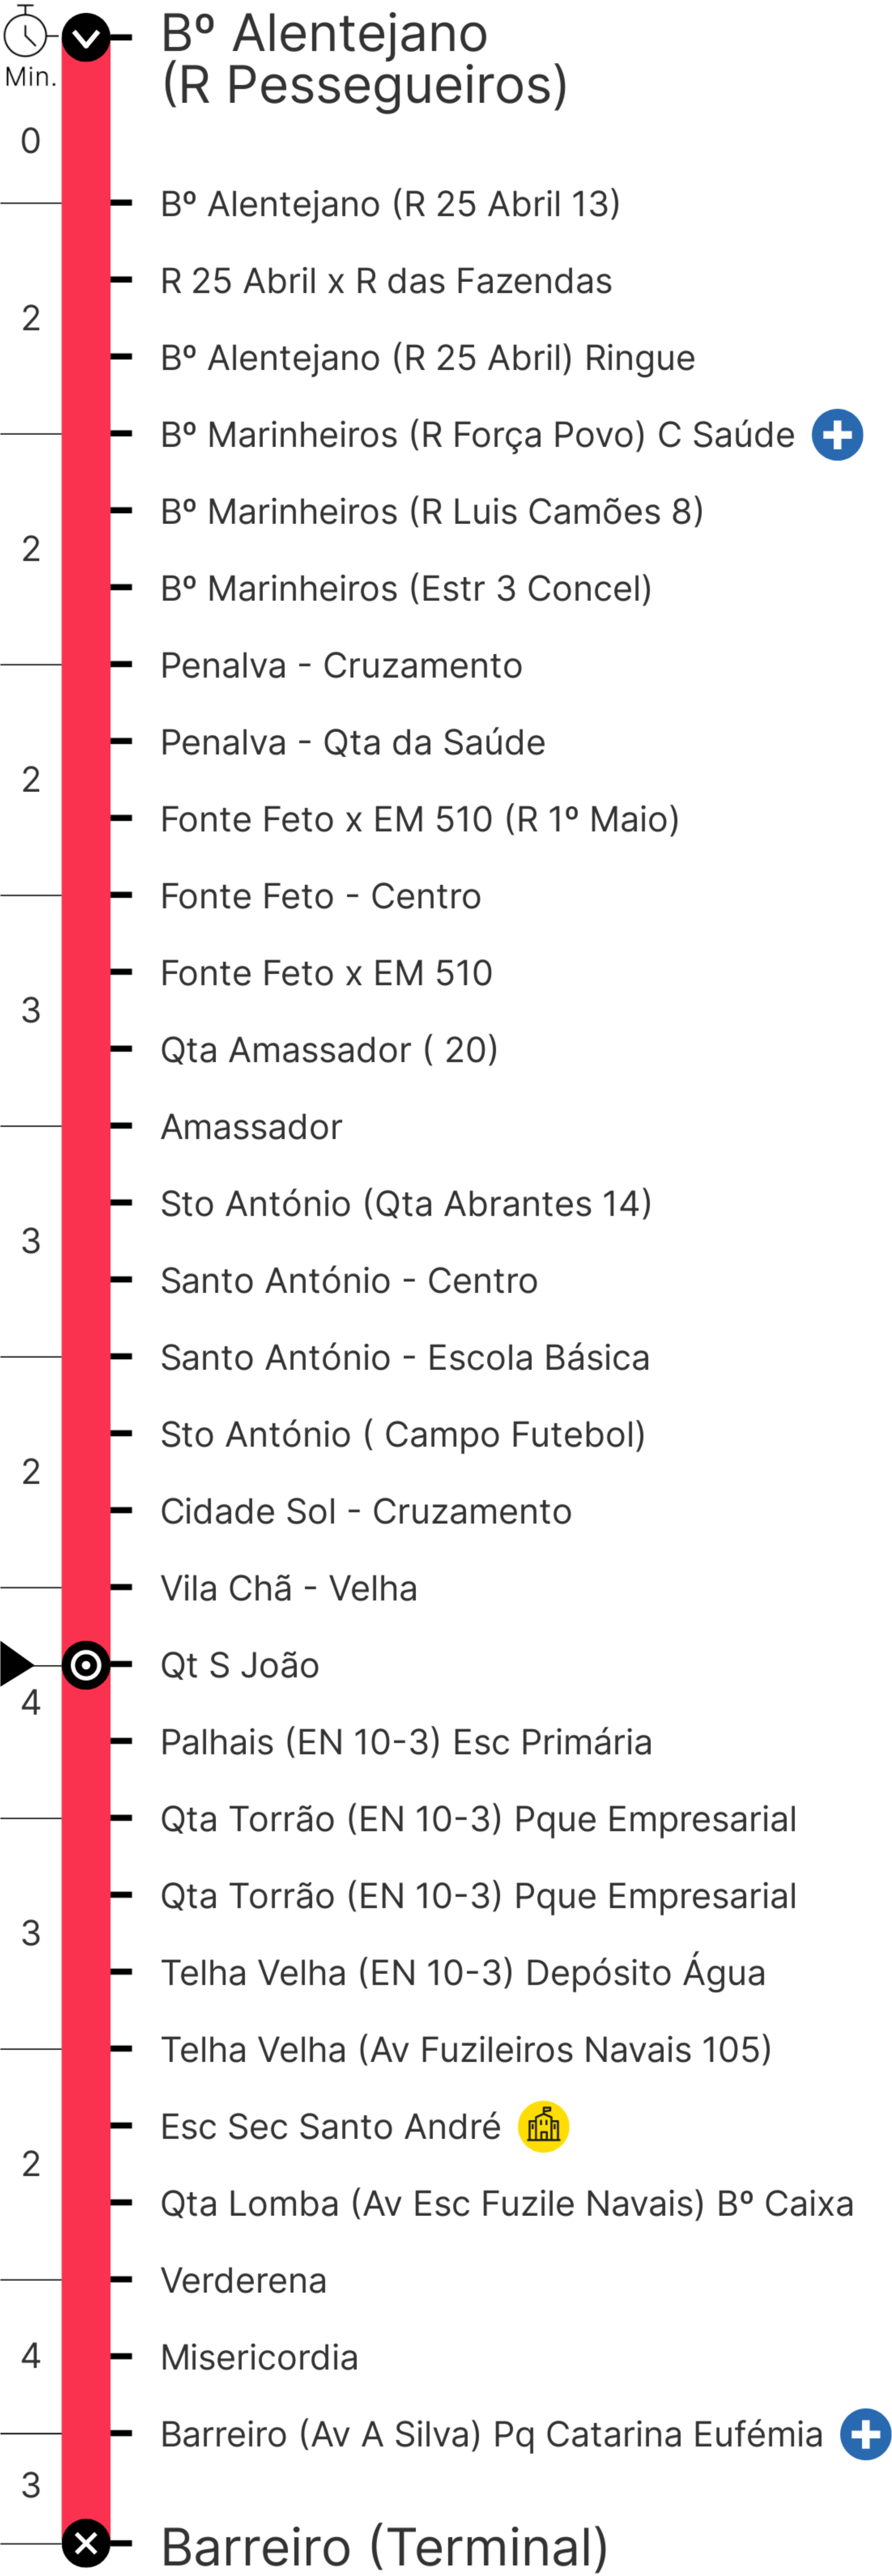 Bº Alentejano
(R Pessegueiros)
Min.
0
Bº Alentejano (R 25 Abril 13)
R 25 Abril x R das Fazendas
2
Bº Alentejano (R 25 Abril) Ringue
Bº Marinheiros (R Força Povo) C Saúde
Bº Marinheiros (R Luis Camões 8)
2
Bº Marinheiros (Estr 3 Concel)
Penalva - Cruzamento
Penalva - Qta da Saúde
2
Fonte Feto x EM 510 (R 1º Maio)
Fonte Feto - Centro
Fonte Feto x EM 510
3
Qta Amassador ( 20)
Amassador
Sto António (Qta Abrantes 14)
3
Santo António - Centro
Santo António - Escola Básica
Sto António ( Campo Futebol)
2
Cidade Sol - Cruzamento
Vila Chã - Velha
Qt S João
4
Palhais (EN 10-3) Esc Primária
Qta Torrão (EN 10-3) Pque Empresarial
Qta Torrão (EN 10-3) Pque Empresarial
3
Telha Velha (EN 10-3) Depósito Água
Telha Velha (Av Fuzileiros Navais 105)
Esc Sec Santo André
2
Qta Lomba (Av Esc Fuzile Navais) Bº Caixa
Verderena
4
Misericordia
Barreiro (Av A Silva) Pq Catarina Eufémia
3
Barreiro (Terminal)